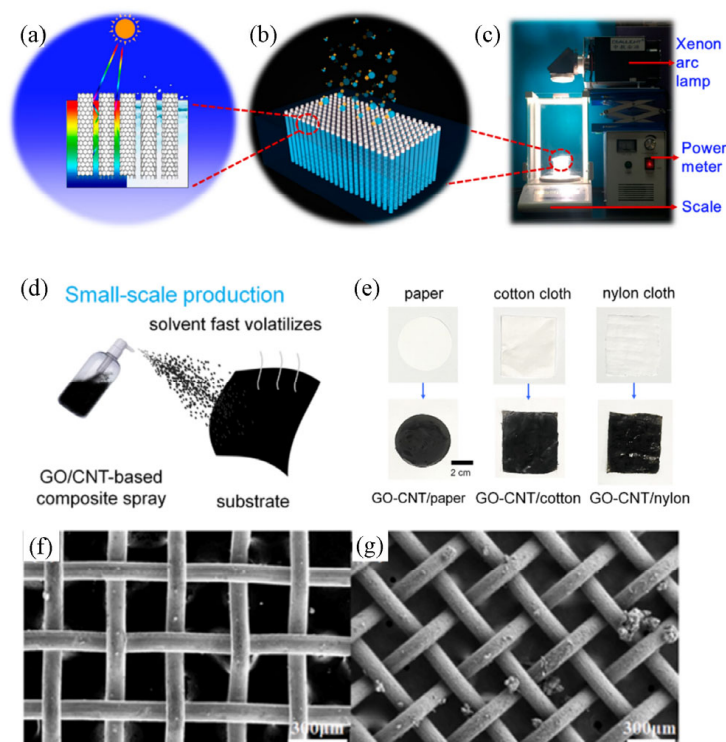 (a)
(b)
(c)
Xenon
arc
lamp
Power
meter
Scale
(d)
Small-scale production
solvent fast volatilizes
GO/CNT-based
composite spray
substrate
(e)
paper
cotton cloth
nylon cloth
2 cm
GO-CNT/paper
GO-CNT/cotton
GO-CNT/nylon
(f)
300μm
(g)
300μm